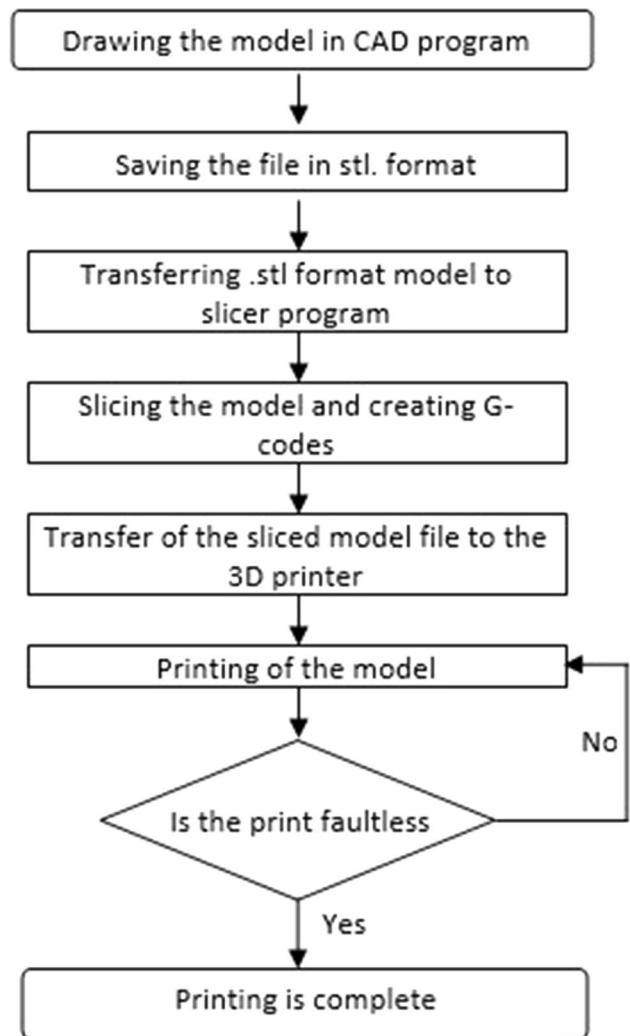 Drawing the model in CAD program
Saving the file in stl. format
Transferring .stl format model to
slicer program
Slicing the model and creating G-
codes
Transfer of the sliced model file to the
3D printer
Printing of the model
No
Is the print faultless
Yes
Printing is complete